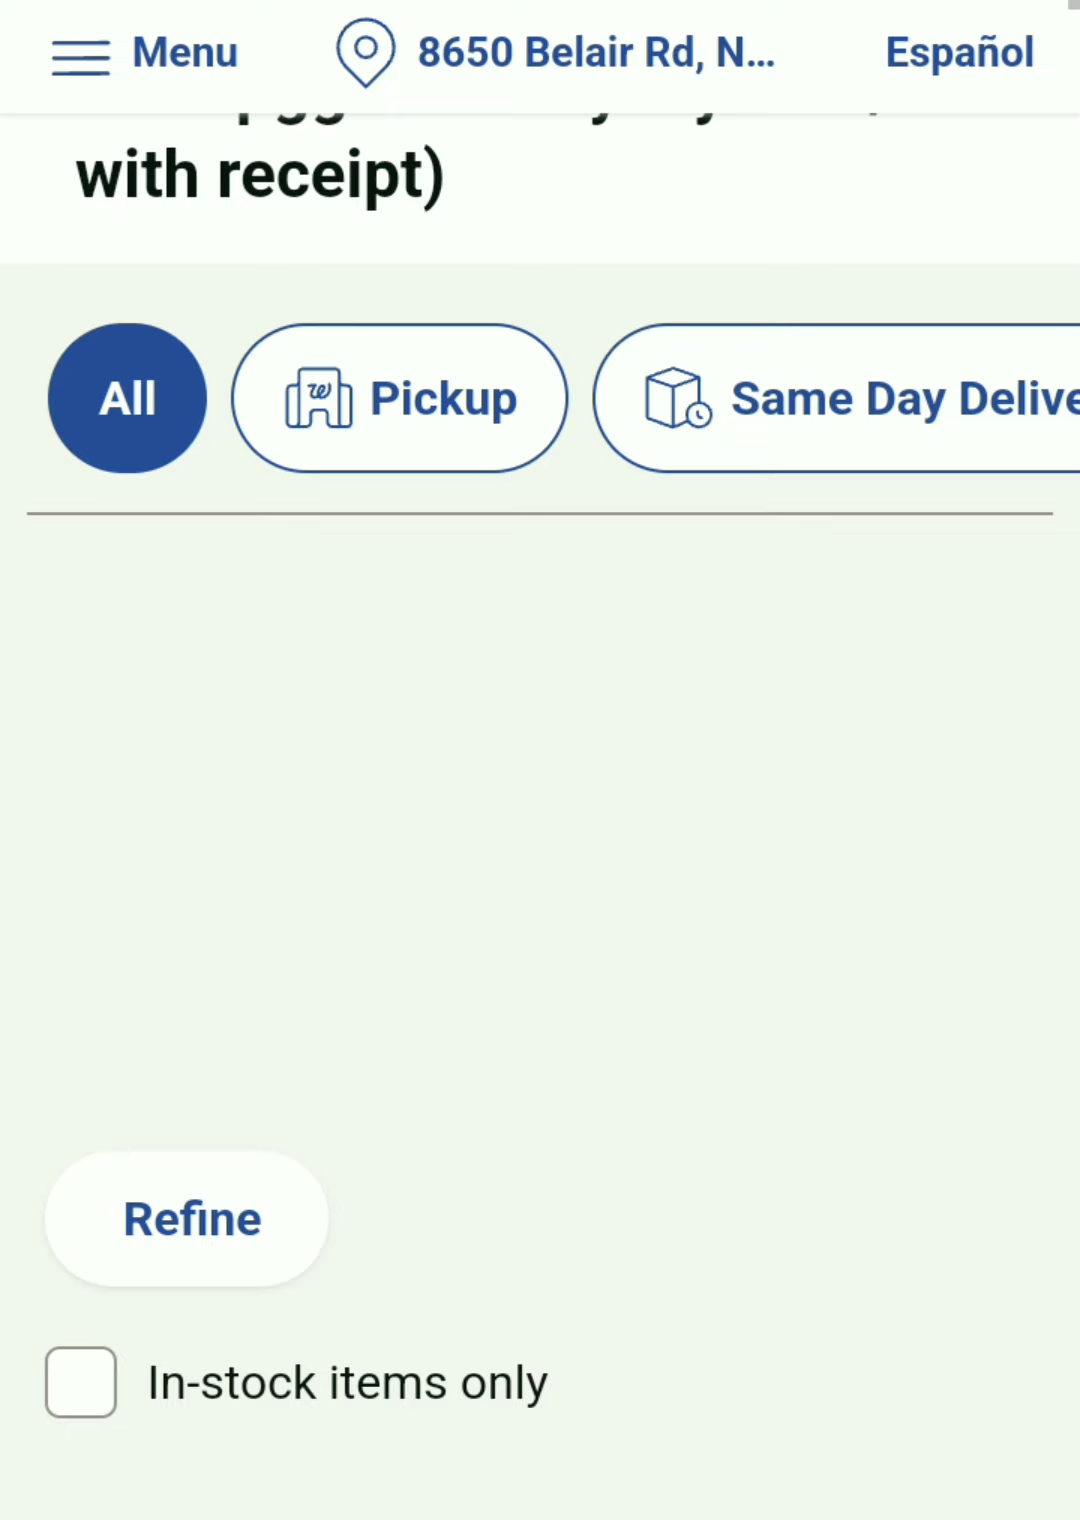 Menu
8650 Belair Rd, N...
Español
with receipt)
All
Pickup
Same Day Delive
Refine
In-stock items only